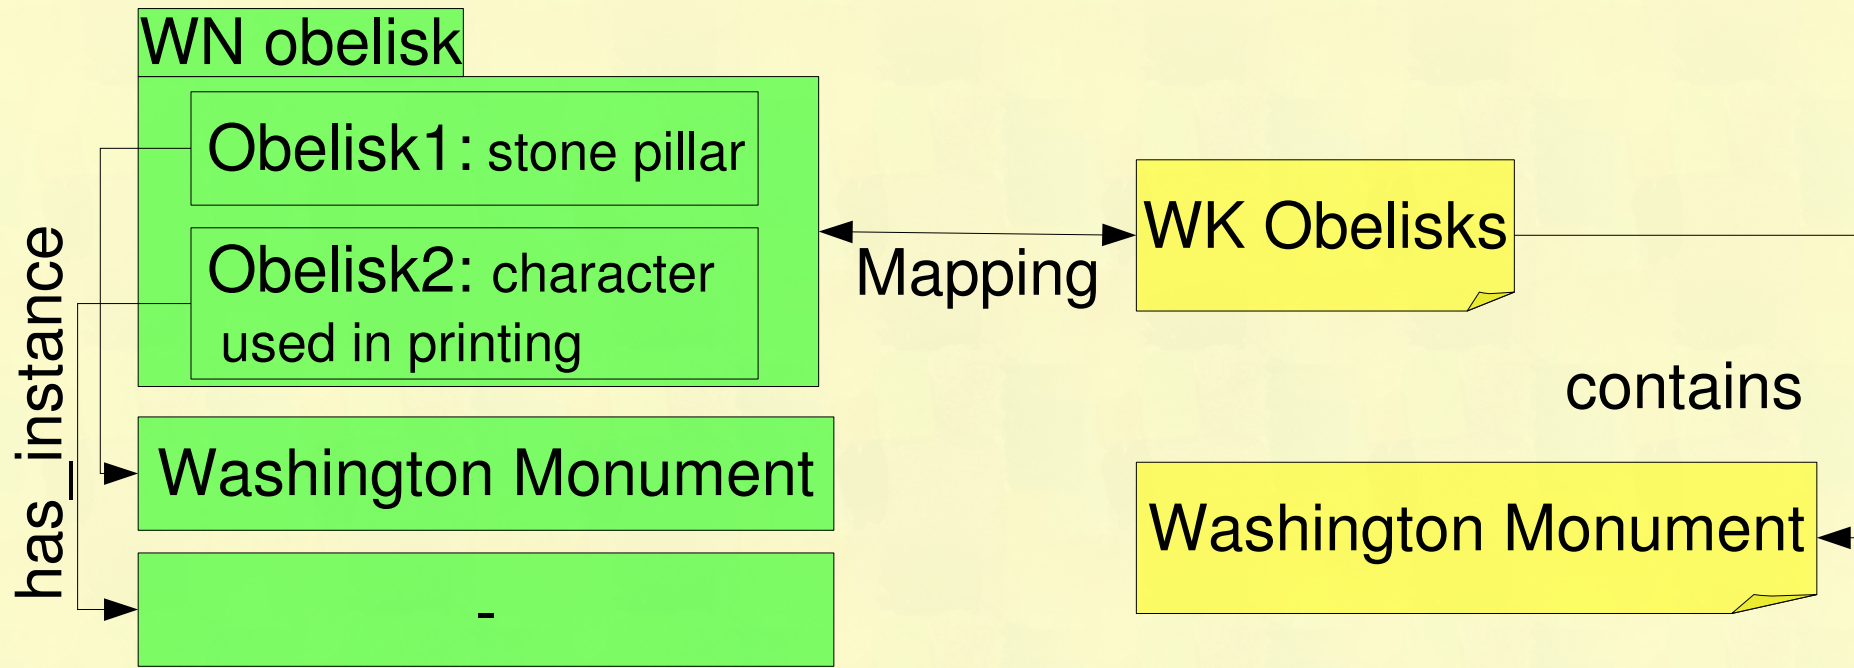 WN obelisk
Obelisk1: stone pillar
Obelisk2: character
used in printing
has_instance
Washington Monument
-
Mapping
WK Obelisks
contains
Washington Monument